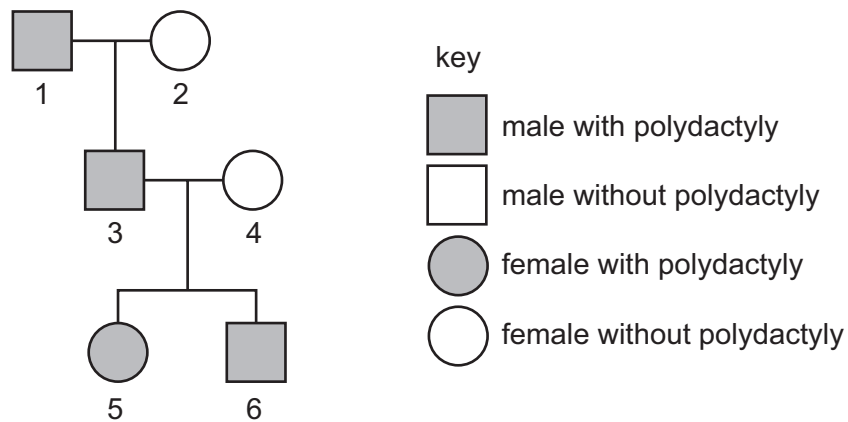 1
2
3
4
5
6
key
male with polydactyly
male without polydactyly
female with polydactyly
female without polydactyly